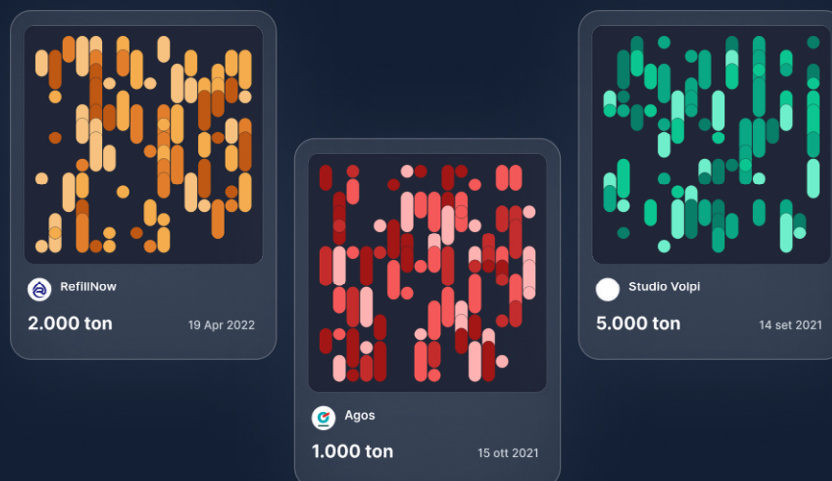 RefillNow
2.000 ton
19 Apr 2022
Agos
1.000 ton
15 ott 2021
Studio Volpi
5.000 ton
14 set 2021